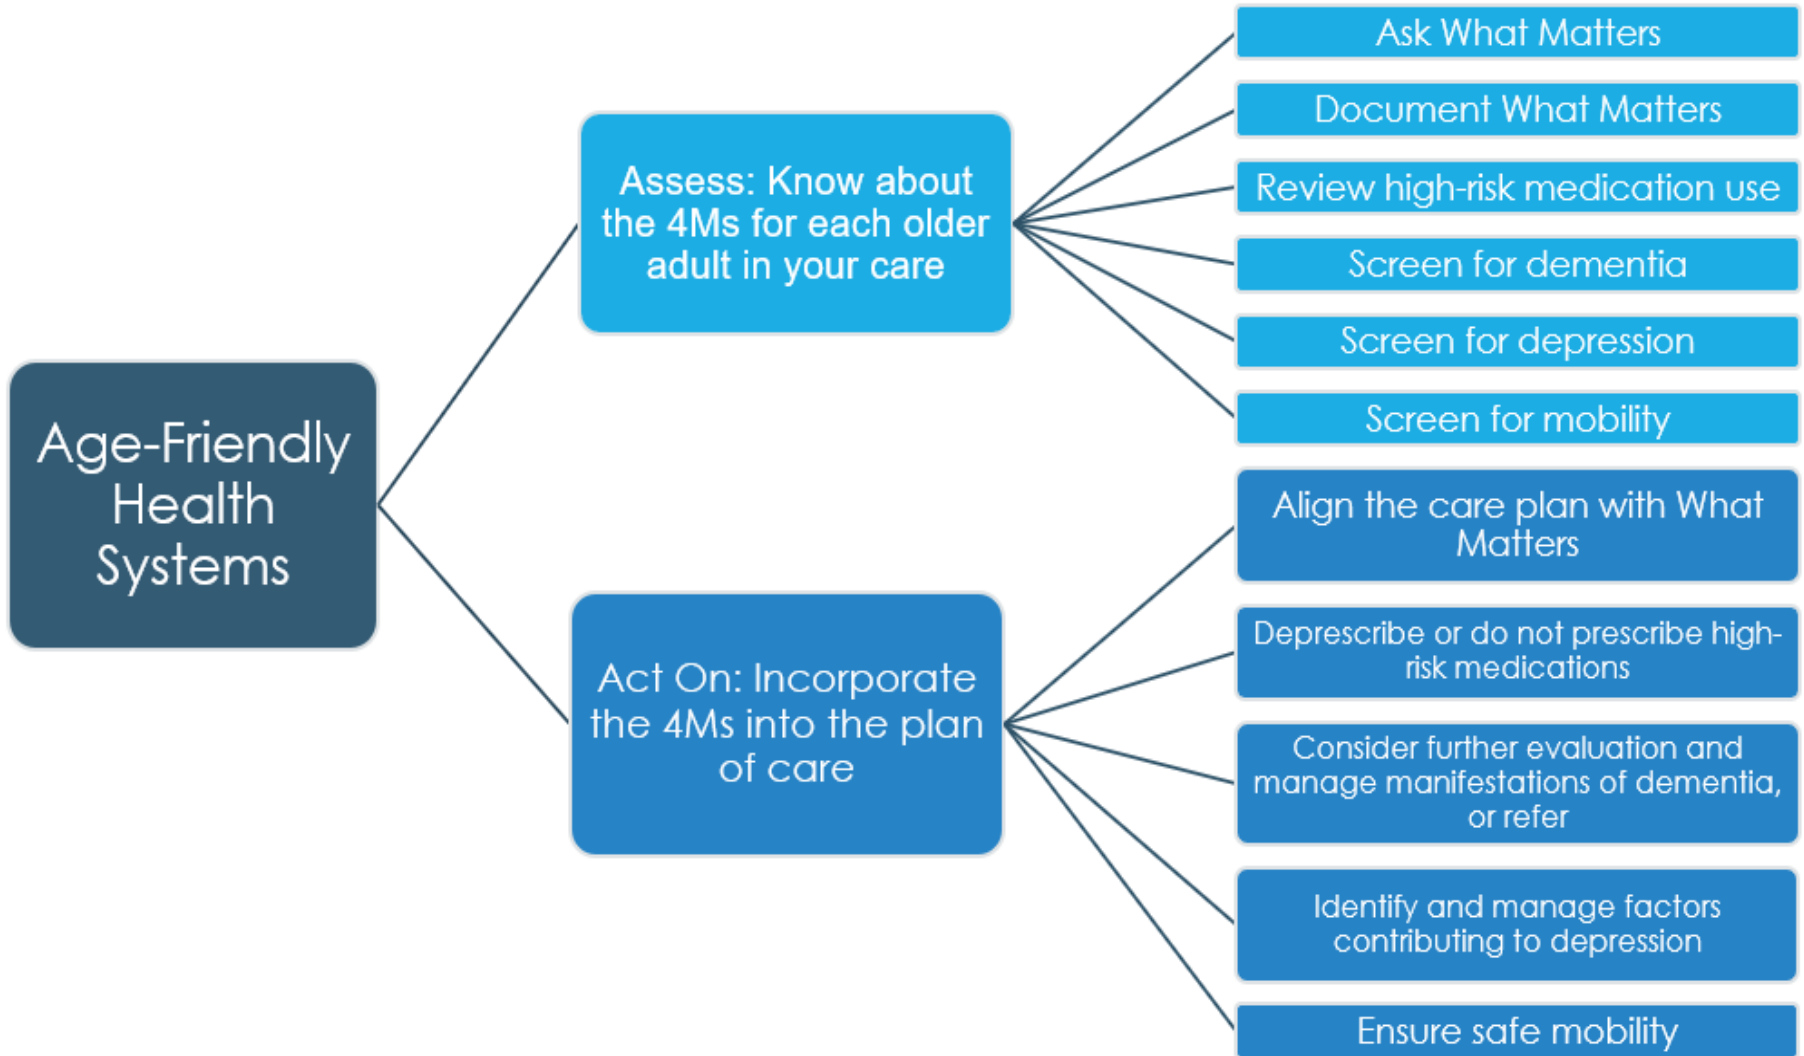 Age-Friendly
Health
Systems
Assess: Know about
the 4Ms for each older
adult in your care
Ask What Matters
Document What Matters
Review high-risk medication use
Screen for dementia
Screen for depression
Screen for mobility
Act On: Incorporate
the 4Ms into the plan
of care
Align the care plan with What
Matters
Deprescribe or do not prescribe high-
risk medications
Consider further evaluation and
manage manifestations of dementia,
or refer
Identify and manage factors
contributing to depression
Ensure safe mobility